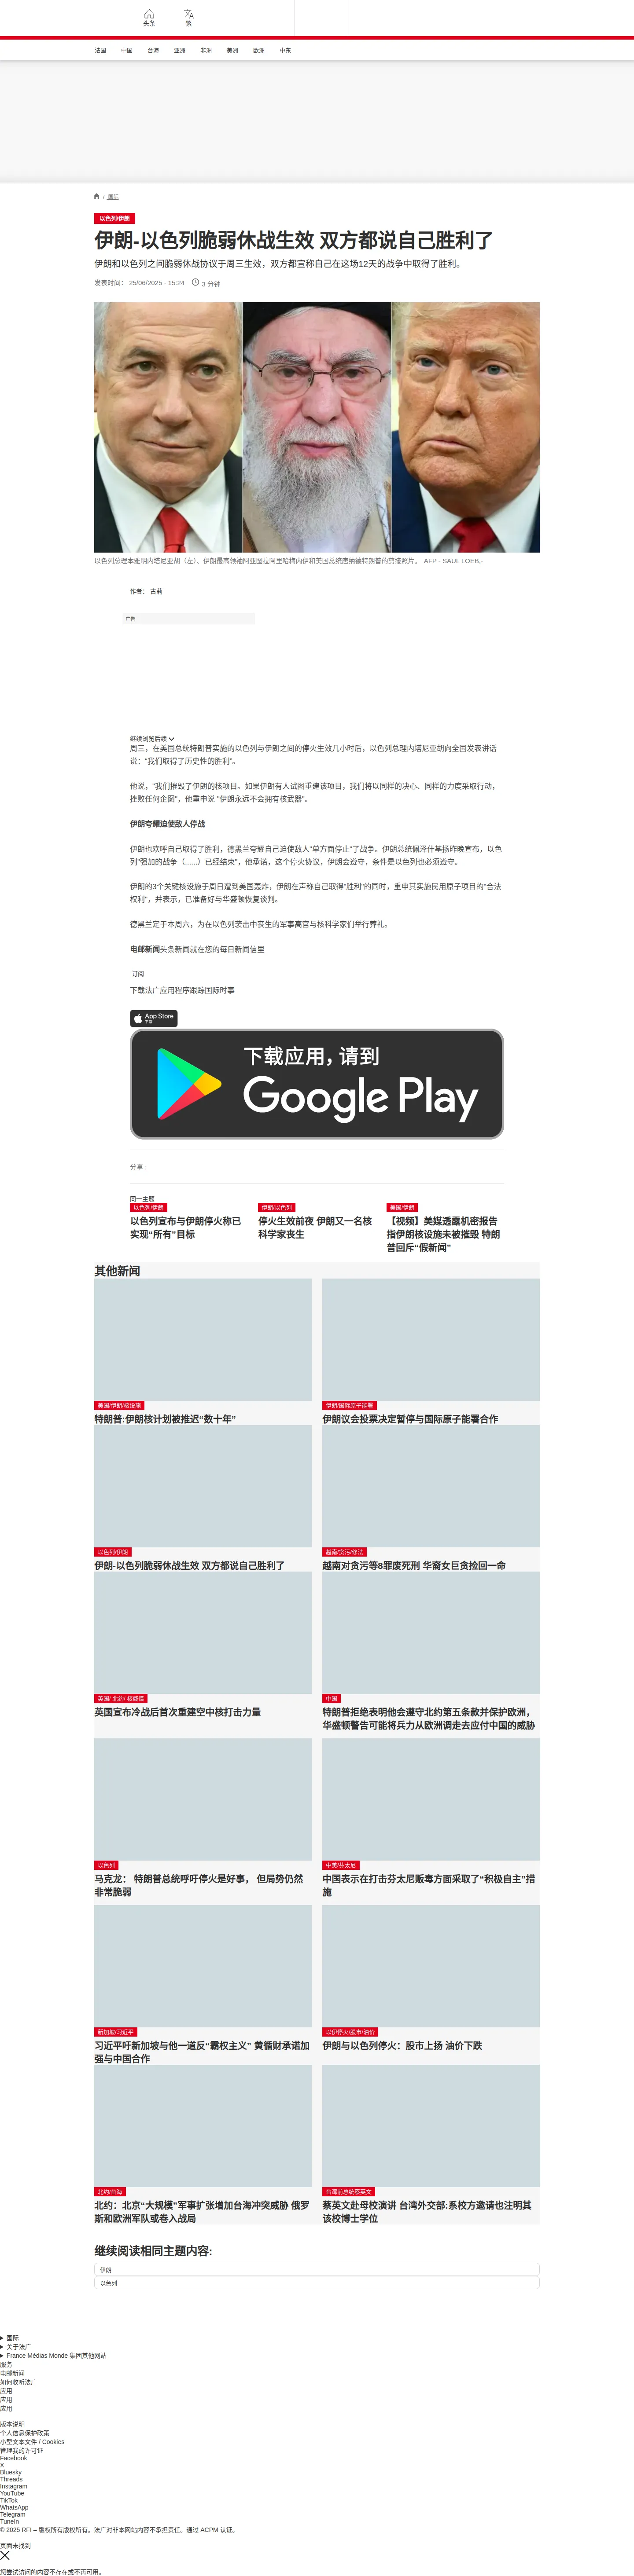 头条
繁
法国 中国 台海 亚洲 非洲 美洲 欧洲 中东
/ 国际
以色列/伊朗
伊朗-以色列脆弱休战生效 双方都说自己胜利了
伊朗和以色列之间脆弱休战协议于周三生效，双方都宣称自己在这场12天的战争中取得了胜利。
发表时间： 25/06/2025 - 15:24 3 分钟
以色列总理本雅明内塔尼亚胡（左）、伊朗最高领袖阿亚图拉阿里哈梅内伊和美国总统唐纳德特朗普的剪接照片。 AFP - SAUL LOEB,-
作者： 古莉
广告
继续浏览后续
周三，在美国总统特朗普实施的以色列与伊朗之间的停火生效几小时后，以色列总理内塔尼亚胡向全国发表讲话
说："我们取得了历史性的胜利"。
他说，"我们摧毁了伊朗的核项目。如果伊朗有人试图重建该项目，我们将以同样的决心、同样的力度采取行动，
挫败任何企图"，他重申说 "伊朗永远不会拥有核武器"。
伊朗夸耀迫使敌人停战
伊朗也欢呼自己取得了胜利，德黑兰夸耀自己迫使敌人"单方面停止"了战争。伊朗总统佩泽什基扬昨晚宣布，以色
列"强加的战争（......）已经结束"，他承诺，这个停火协议，伊朗会遵守，条件是以色列也必须遵守。
伊朗的3个关键核设施于周日遭到美国轰炸，伊朗在声称自己取得"胜利"的同时，重申其实施民用原子项目的"合法
权利"，并表示，已准备好与华盛顿恢复谈判。
德黑兰定于本周六，为在以色列袭击中丧生的军事高官与核科学家们举行葬礼。
电邮新闻头条新闻就在您的每日新闻信里
订阅
下载法广应用程序跟踪国际时事
App Store
下载
下载应用，请到
Google Play
分享 :
同一主题
以色列/伊朗
以色列宣布与伊朗停火称已
实现“所有”目标
伊朗/以色列
停火生效前夜 伊朗又一名核
科学家丧生
美国/伊朗
【视频】美媒透露机密报告
指伊朗核设施未被摧毁 特朗
普回斥“假新闻”
其他新闻
美国/伊朗/核设施
特朗普:伊朗核计划被推迟“数十年”
伊朗/国际原子能署
伊朗议会投票决定暂停与国际原子能署合作
以色列/伊朗
伊朗-以色列脆弱休战生效 双方都说自己胜利了
越南/贪污/修法
越南对贪污等8罪废死刑 华裔女巨贪捡回一命
英国/ 北约/ 核威慑
英国宣布冷战后首次重建空中核打击力量
中国
特朗普拒绝表明他会遵守北约第五条款并保护欧洲，
华盛顿警告可能将兵力从欧洲调走去应付中国的威胁
以色列
马克龙： 特朗普总统呼吁停火是好事， 但局势仍然
非常脆弱
中美/芬太尼
中国表示在打击芬太尼贩毒方面采取了“积极自主”措
施
新加坡/习近平
习近平吁新加坡与他一道反“霸权主义” 黄循财承诺加
强与中国合作
以伊停火/股市/油价
伊朗与以色列停火：股市上扬 油价下跌
北约/台海
北约：北京“大规模”军事扩张增加台海冲突威胁 俄罗
斯和欧洲军队或卷入战局
台湾前总统蔡英文
蔡英文赴母校演讲 台湾外交部:系校方邀请也注明其
该校博士学位
继续阅读相同主题内容:
伊朗
以色列
国际
关于法广
France Médias Monde 集团其他网站
服务
电邮新闻
如何收听法广
应用
应用
应用
版本说明
个人信息保护政策
小型文本文件 / Cookies
管理我的许可证
Facebook
X
Bluesky
Threads
Instagram
YouTube
TikTok
WhatsApp
Telegram
TuneIn
© 2025 RFI – 版权所有版权所有。法广对非本网站内容不承担责任。通过 ACPM 认证。
页面未找到
您尝试访问的内容不存在或不再可用。